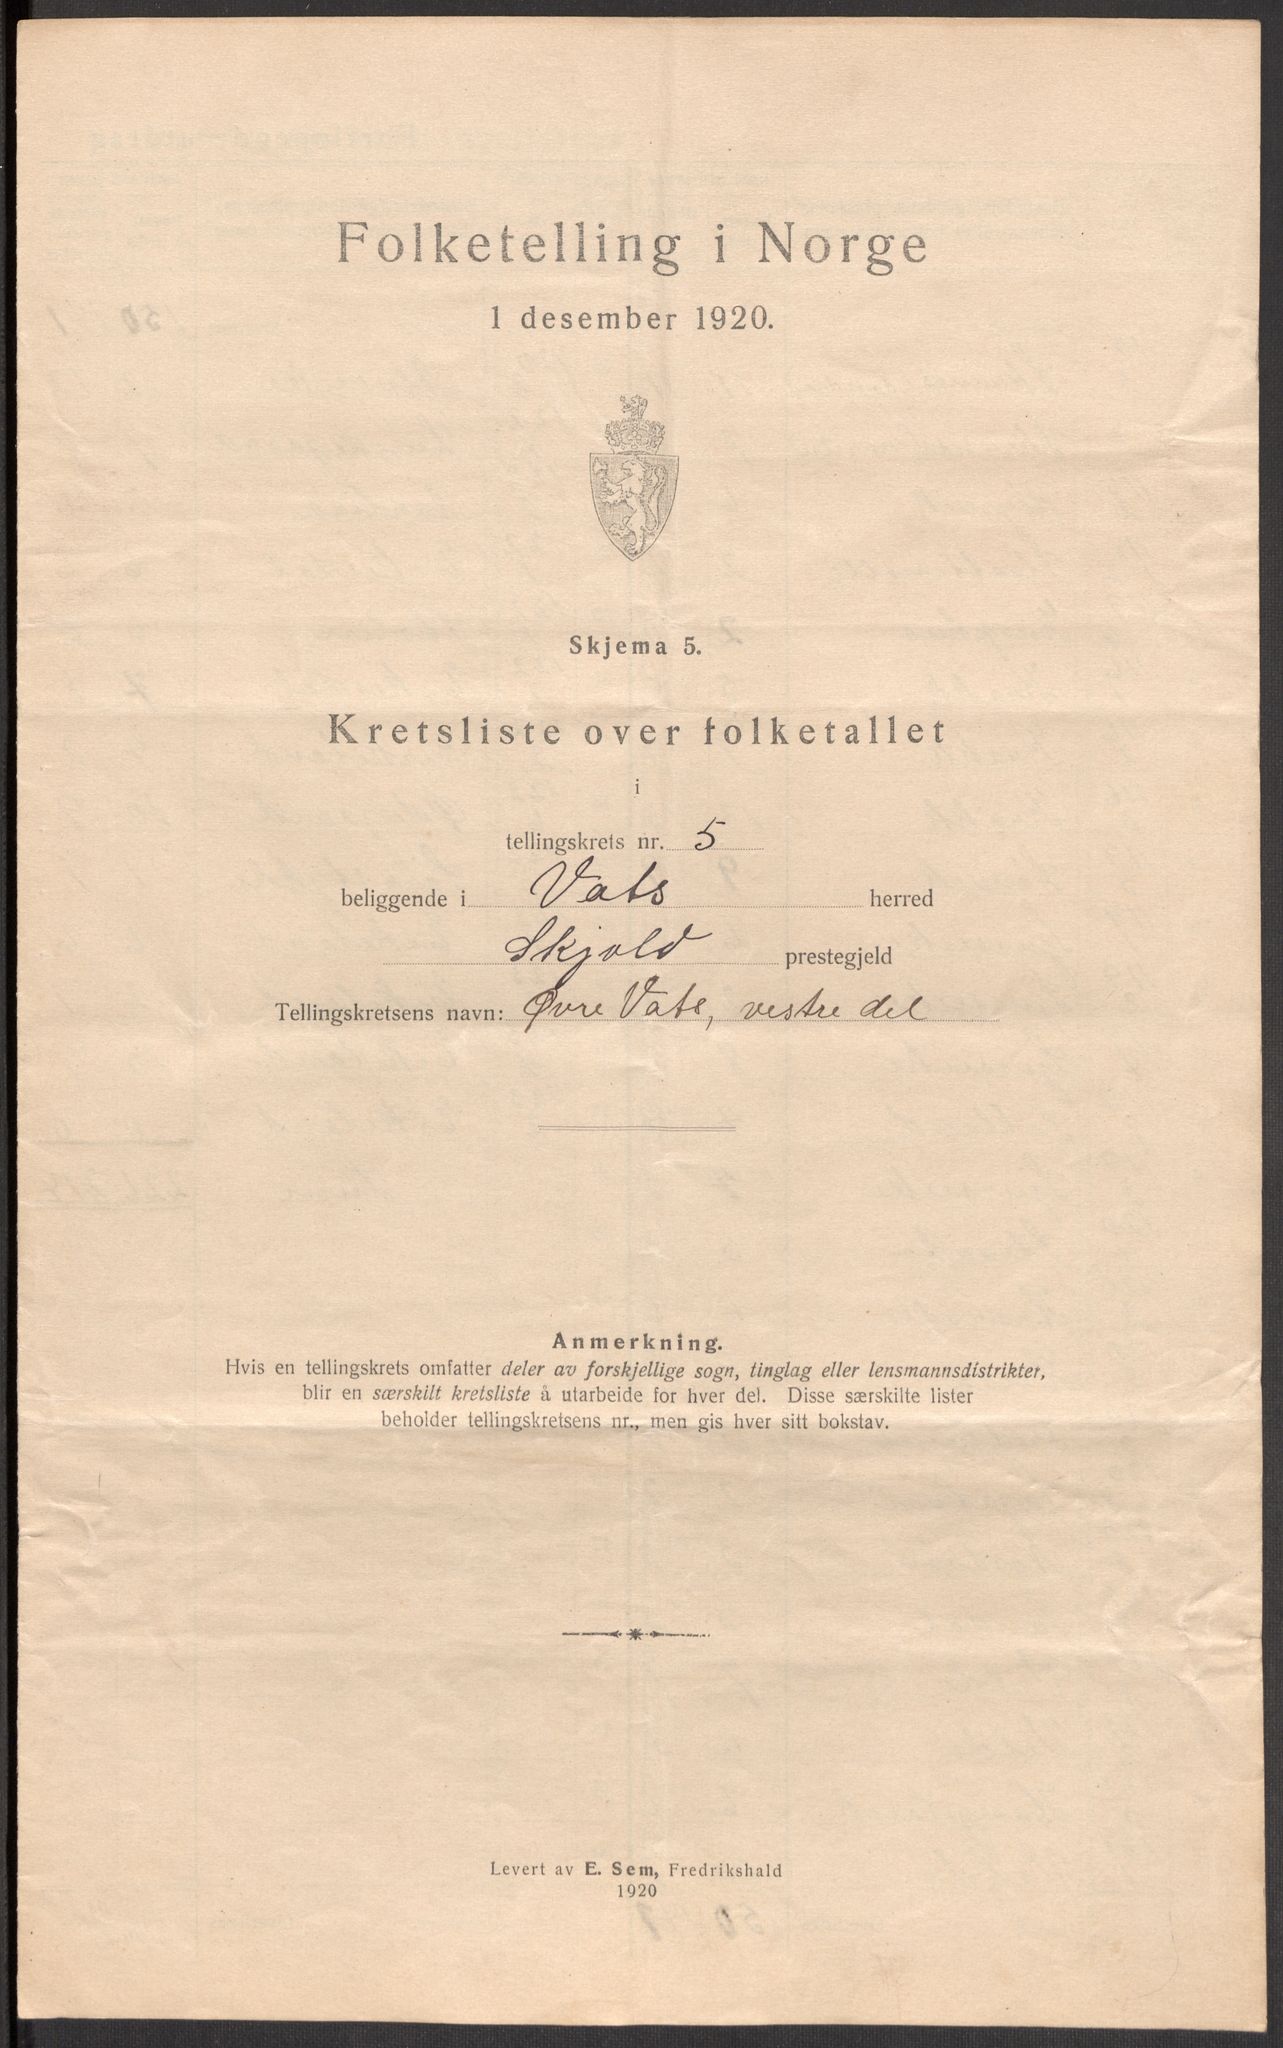 Folketelling i Norge
1 desember 1920.
Skjema 5.
Kretsliste over folketallet
i
tellingskrets nr. 5
beliggende i Vats herred
Skjold prestegjeld
Tellingskretsens navn: Øvre Vats, vestre del
Anmerkning.
Hvis en tellingskrets omfatter deler av forskjellige sogn, tinglag eller lensmannsdistrikter,
blir en særskilt kretsliste å utarbeide for hver del. Disse særskilte lister
beholder tellingskretsens nr., men gis hver sitt bokstav.
Levert av E. Sem, Fredrikshald
1920